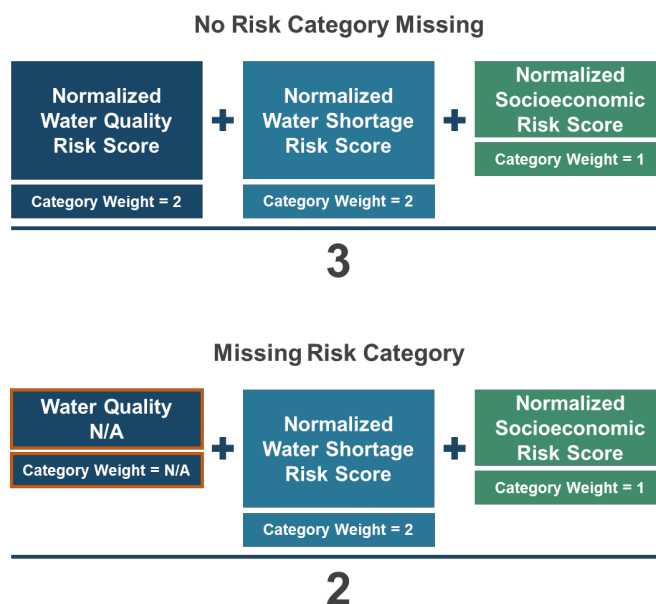 No Risk Category Missing
Normalized
Water Quality
Risk Score
Category Weight = 2
+
Normalized
Water Shortage
Risk Score
Category Weight = 2
+
Normalized
Socioeconomic
Risk Score
Category Weight = 1
3
Missing Risk Category
Water Quality
N/A
Category Weight = N/A
+
Normalized
Water Shortage
Risk Score
Category Weight = 2
+
Normalized
Socioeconomic
Risk Score
Category Weight = 1
2